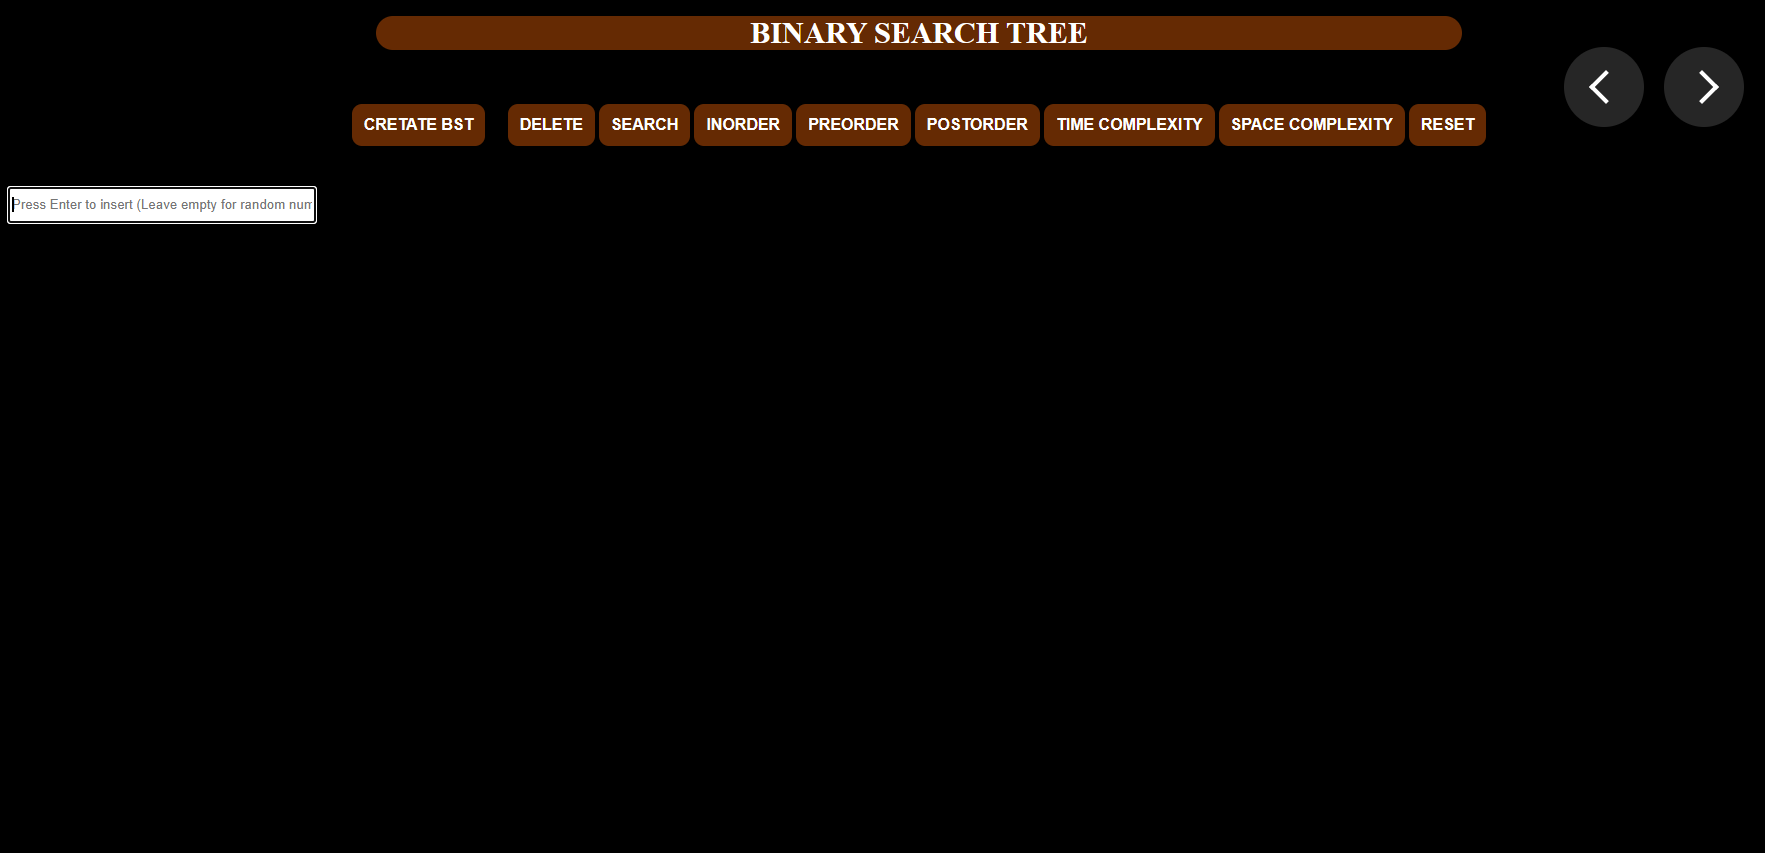 BINARY SEARCH TREE
CRETATE BST DELETE SEARCH INORDER PREORDER POSTORDER TIME COMPLEXITY SPACE COMPLEXITY RESET
Press Enter to insert (Leave empty for random num